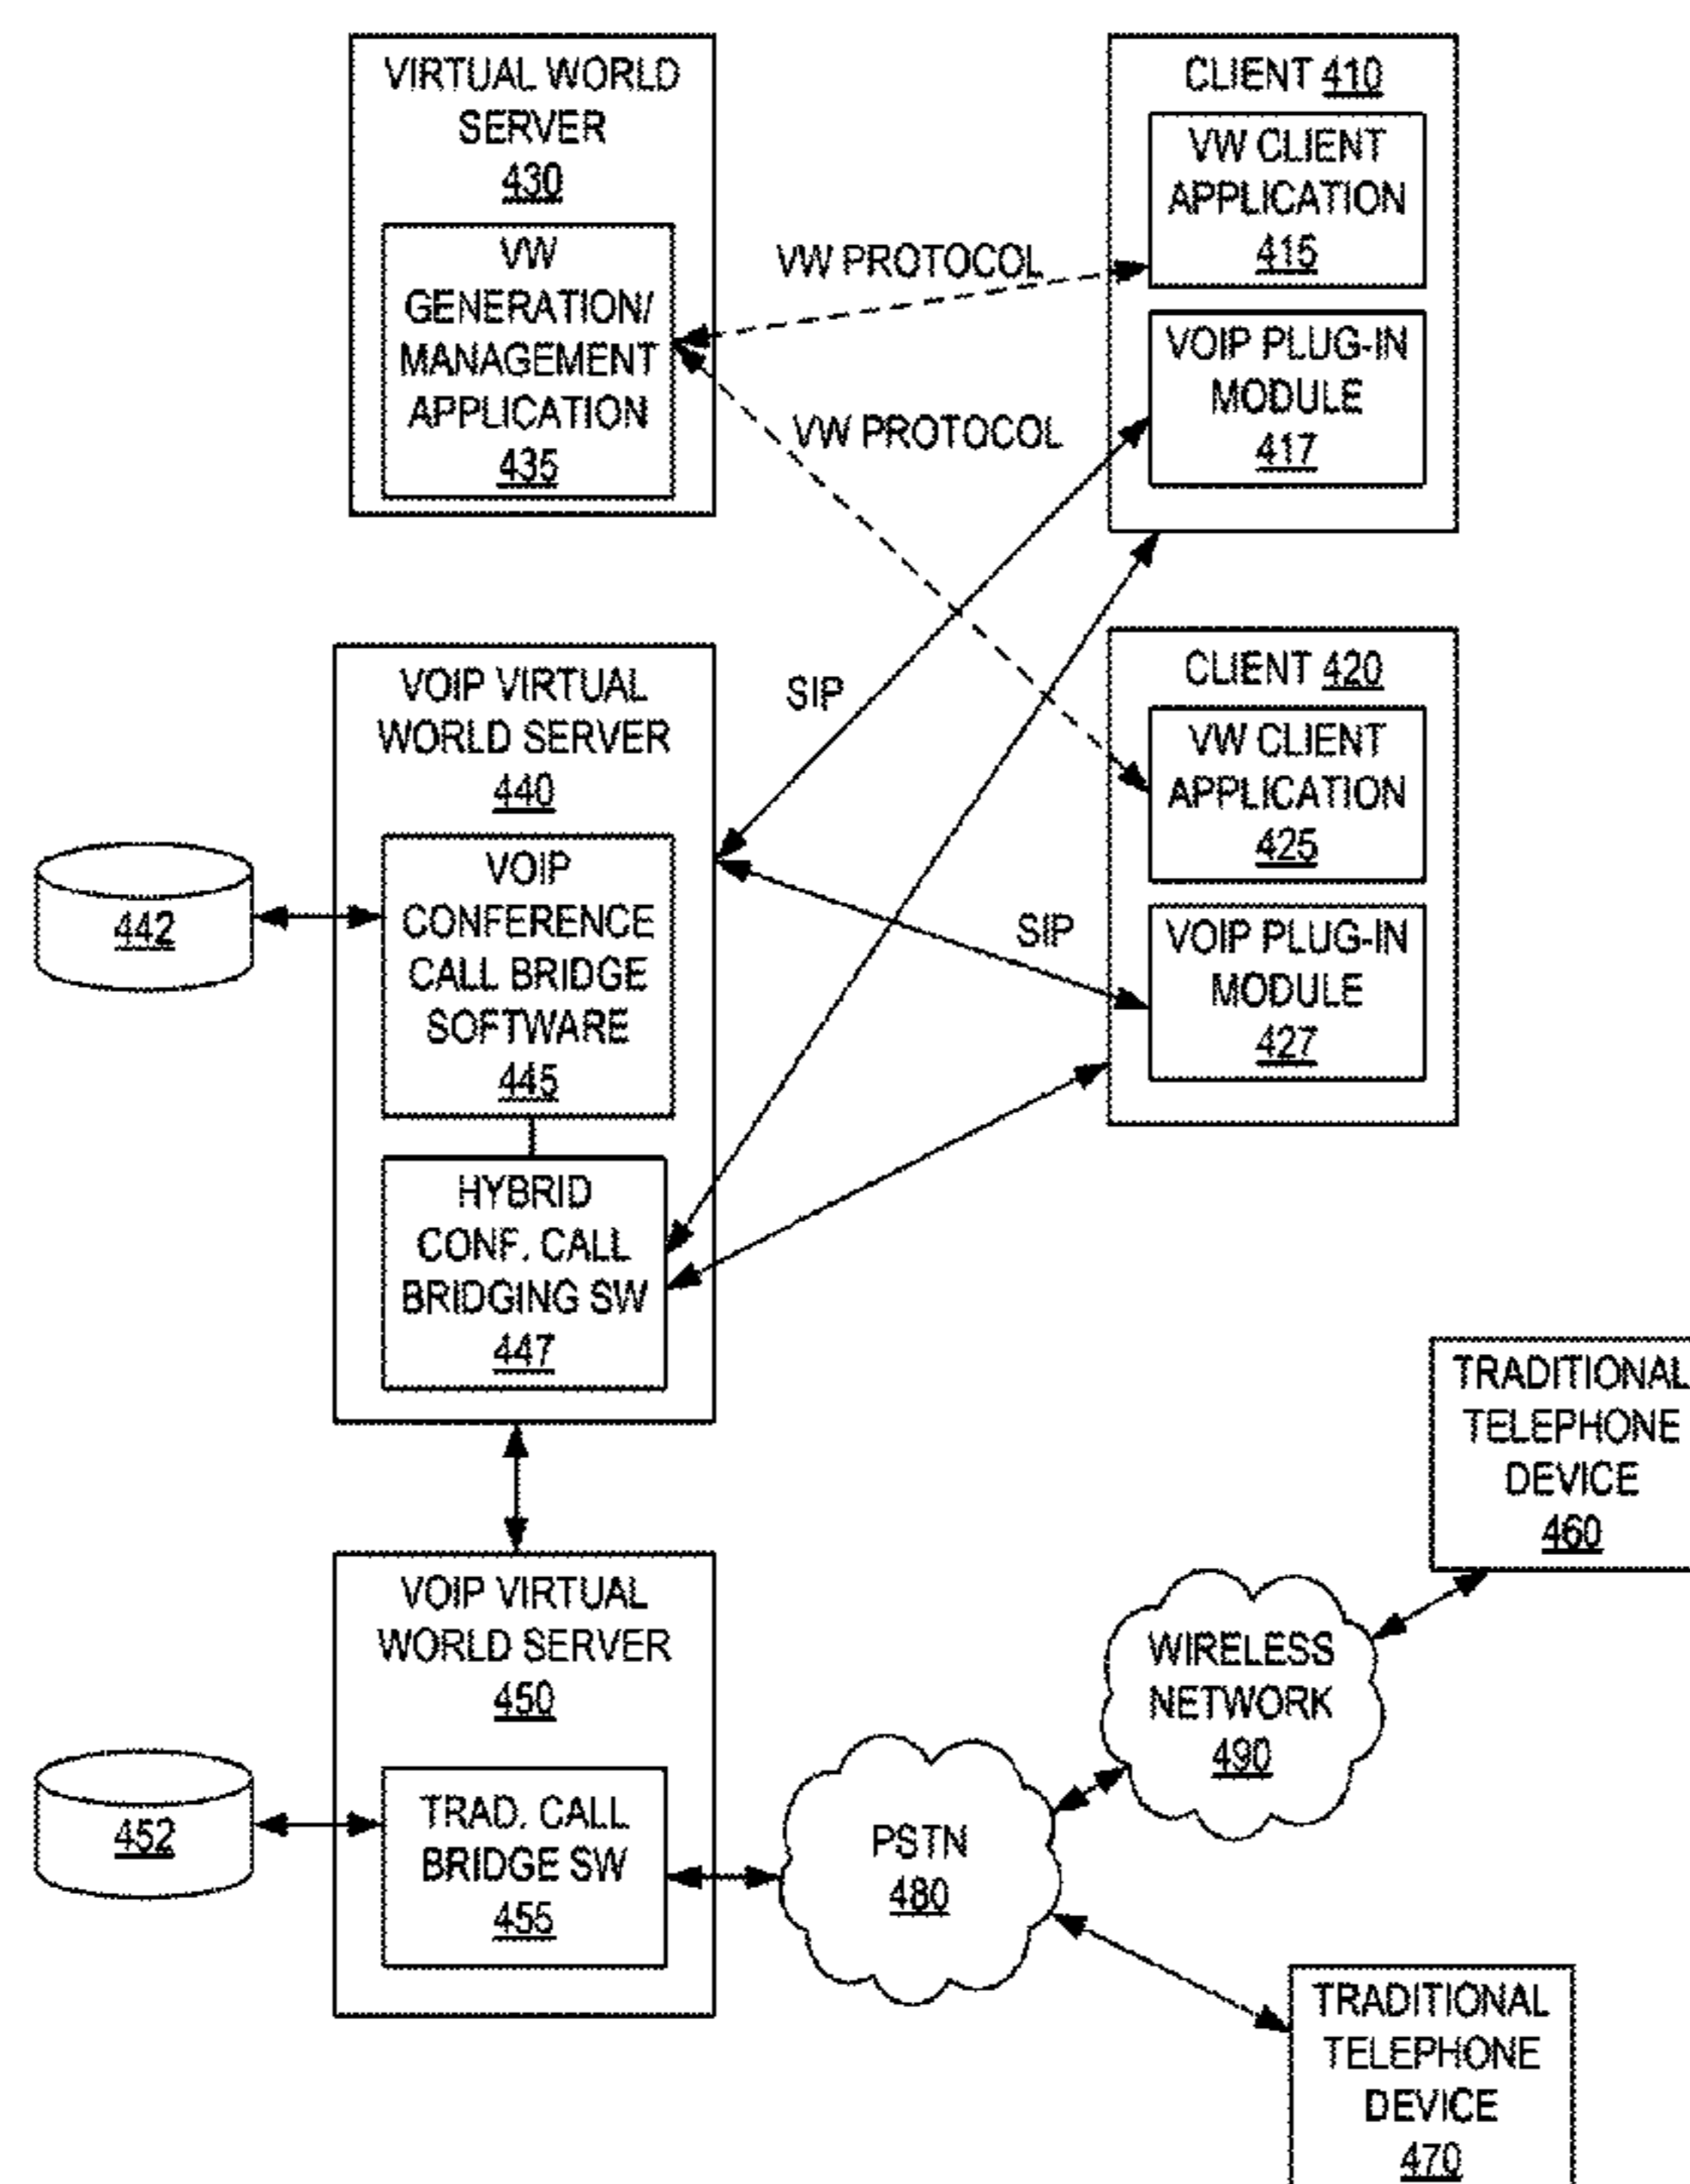 VIRTUAL WORLD
SERVER
430
VW
GENERATION/
MANAGEMENT
APPLICATION
435
VW PROTOCOL
VW PROTOCOL
CLIENT 410
VW CLIENT
APPLICATION
415
VOIP PLUG-IN
MODULE
417
VOIP VIRTUAL
WORLD SERVER
440
VOIP
CONFERENCE
CALL BRIDGE
SOFTWARE
445
HYBRID
CONF. CALL
BRIDGING SW
447
442
SIP
SIP
CLIENT 420
VW CLIENT
APPLICATION
425
VOIP PLUG-IN
MODULE
427
VOIP VIRTUAL
WORLD SERVER
450
TRAD. CALL
BRIDGE SW
455
452
PSTN
480
WIRELESS
NETWORK
490
TRADITIONAL
TELEPHONE
DEVICE
460
TRADITIONAL
TELEPHONE
DEVICE
470